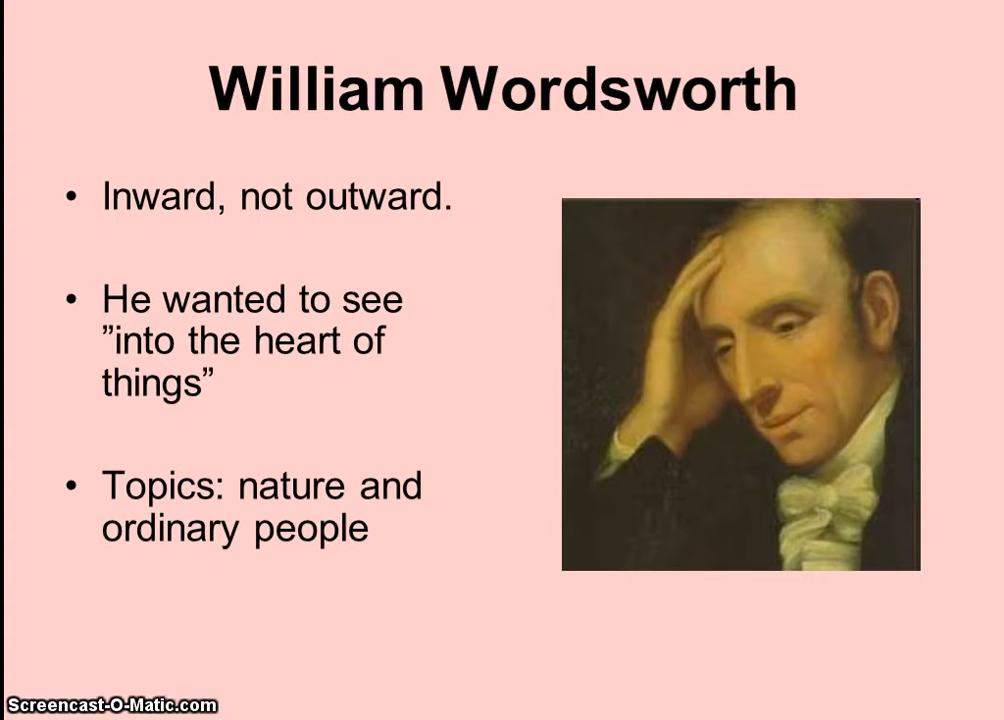 William Wordsworth
• Inward, not outward.
• He wanted to see
”into the heart of
things”
• Topics: nature and
ordinary people
Screencast-O-Matic.com